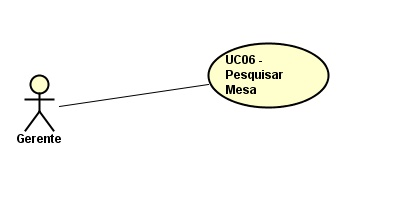 UC06 -
Pesquisar
Mesa
Gerente